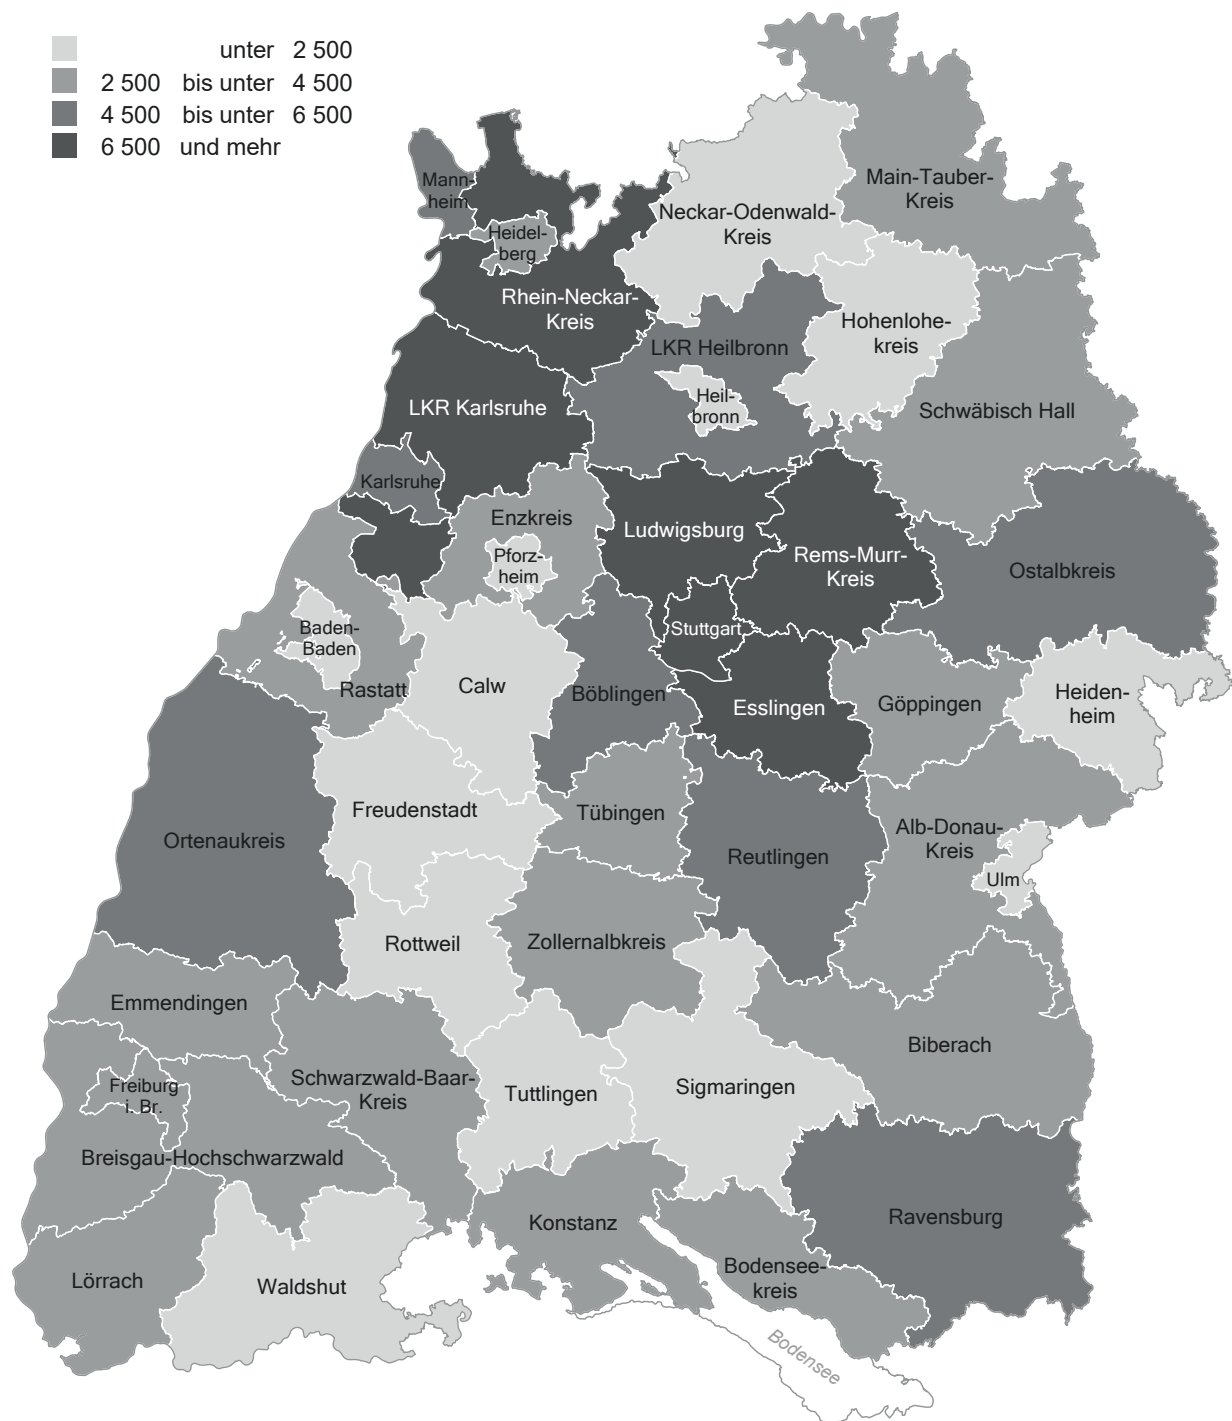 unter 2 500
2 500 bis unter 4 500
4 500 bis unter 6 500
6 500 und mehr
Mann-
heim
Heidel-
berg
Rhein-Neckar-
Kreis
Neckar-Odenwald-
Kreis
Main-Tauber-
Kreis
LKR Heilbronn
Hohenlohe-
kreis
Heil-
bronn
LKR Karlsruhe
Schwäbisch Hall
Karlsruhe
Enzkreis
Pforz-
heim
Ludwigsburg
Rems-Murr-
Kreis
Ostalbkreis
Baden-
Baden
Rastatt
Calw
Böblingen
Stuttgart
Esslingen
Göppingen
Heiden-
heim
Ortenaukreis
Freudenstadt
Tübingen
Reutlingen
Alb-Donau-
Kreis
Ulm
Rottweil
Zollernalbkreis
Emmendingen
Biberach
Freiburg
i. Br.
Schwarzwald-Baar-
Kreis
Tuttlingen
Sigmaringen
Breisgau-Hochschwarzwald
Konstanz
Ravensburg
Lörrach
Waldshut
Bodensee-
kreis
Bodensee